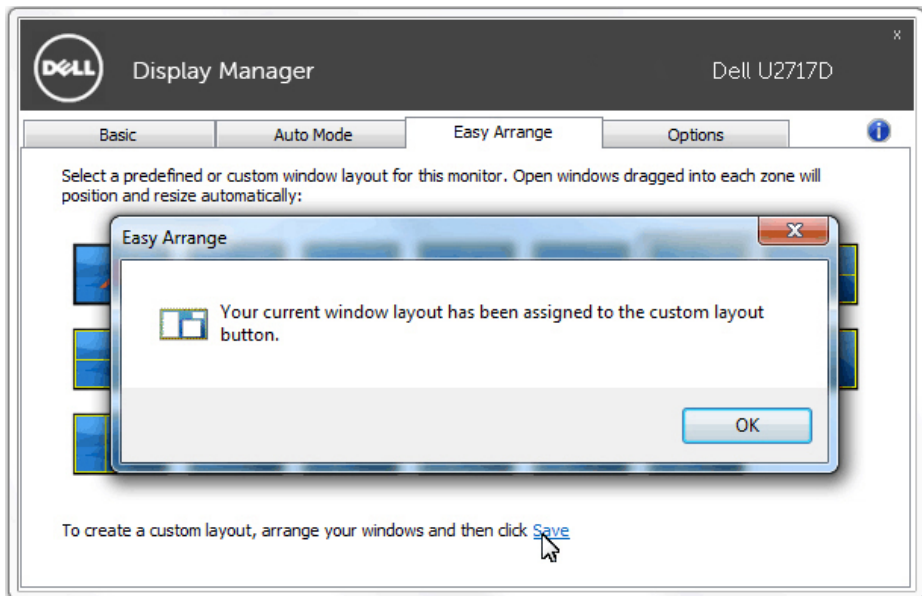 DELL
Display Manager
Dell U2717D
x
Basic
Auto Mode
Easy Arrange
Options
i
Select a predefined or custom window layout for this monitor. Open windows dragged into each zone will
position and resize automatically:
Easy Arrange
x
Your current window layout has been assigned to the custom layout
button.
OK
To create a custom layout, arrange your windows and then click Save